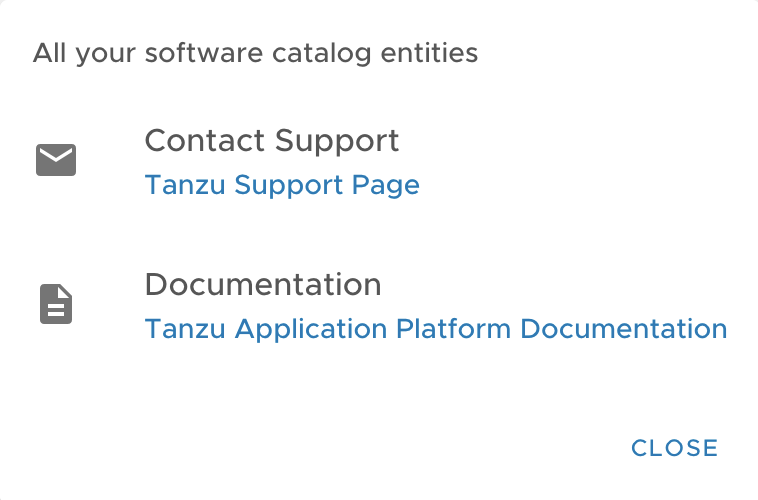 All your software catalog entities
Contact Support
Tanzu Support Page
Documentation
Tanzu Application Platform Documentation
CLOSE